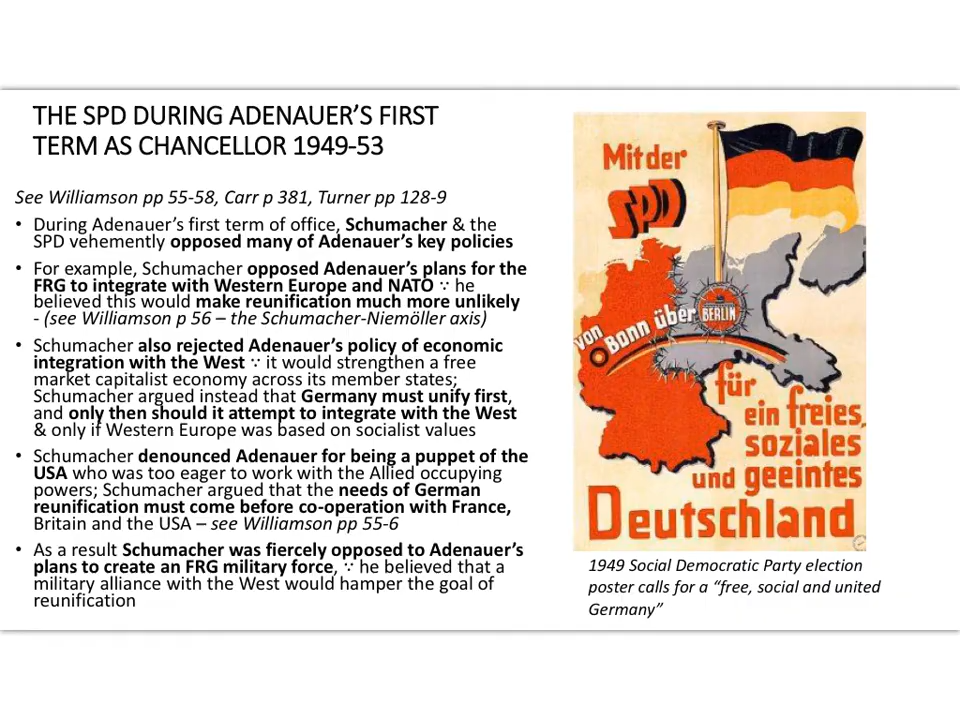 THE SPD DURING ADENAUER'S FIRST
TERM AS CHANCELLOR 1949-53
See Williamson pp 55-58, Carr p 381, Turner pp 128-9
• During Adenauer's first term of office, Schumacher & the
SPD vehemently opposed many of Adenauer's key policies
• For example, Schumacher opposed Adenauer's plans for the
FRG to integrate with Western Europe and NATO ∵ he
believed this would make reunification much more unlikely
- (see Williamson p 56 – the Schumacher-Niemöller axis)
• Schumacher also rejected Adenauer's policy of economic
integration with the West ∵ it would strengthen a free
market capitalist economy across its member states;
Schumacher argued instead that Germany must unify first,
and only then should it attempt to integrate with the West
& only if Western Europe was based on socialist values
• Schumacher denounced Adenauer for being a puppet of the
USA who was too eager to work with the Allied occupying
powers; Schumacher argued that the needs of German
reunification must come before co-operation with France,
Britain and the USA – see Williamson pp 55-6
• As a result Schumacher was fiercely opposed to Adenauer's
plans to create an FRG military force, ∵ he believed that a
military alliance with the West would hamper the goal of
reunification
Mit der
SPD
von Bonn über BERLIN
für
ein freies,
soziales
und geeintes
Deutschland
1949 Social Democratic Party election
poster calls for a “free, social and united
Germany”